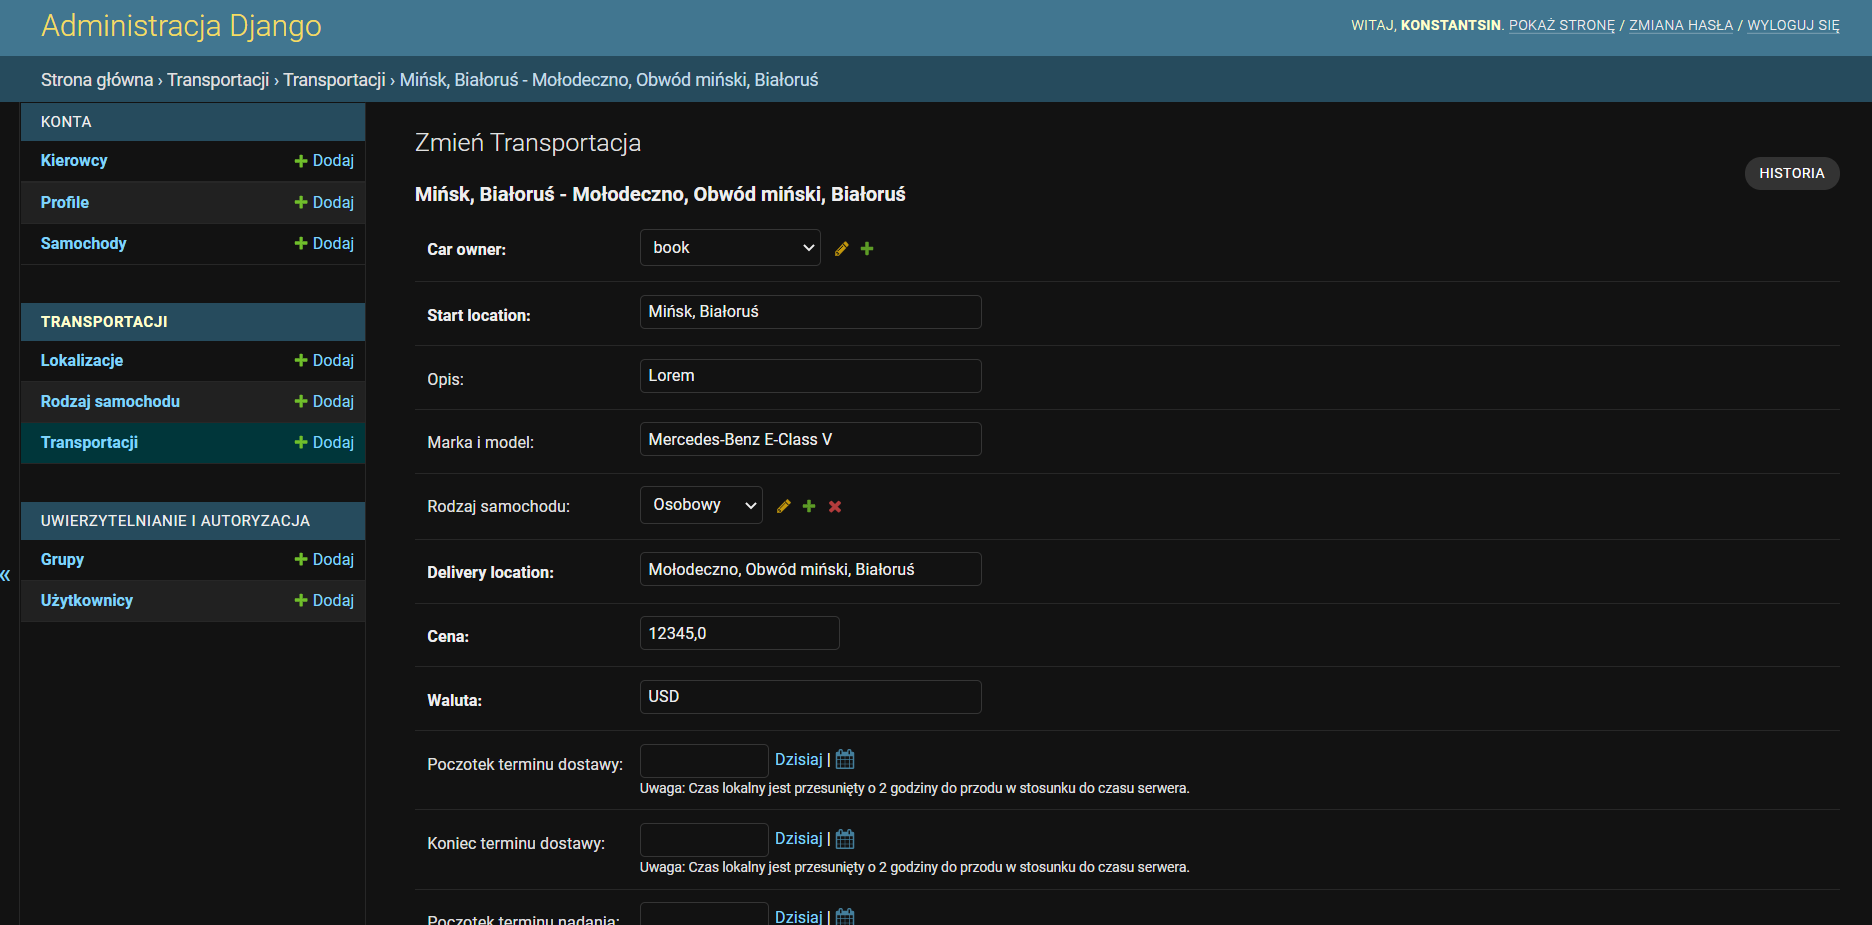 Administracja Django
WITAJ, KONSTANTSIN. POKAŻ STRONĘ / ZMIANA HASŁA / WYLOGUJ SIĘ
Strona główna › Transportacji › Transportacji › Mińsk, Białoruś - Mołodeczno, Obwód miński, Białoruś
KONTA
Kierowcy Dodaj
Profile Dodaj
Samochody Dodaj
TRANSPORTACJI
Lokalizacje Dodaj
Rodzaj samochodu Dodaj
Transportacji Dodaj
UWIERZYTELNIANIE I AUTORYZACJA
Grupy Dodaj
Użytkownicy Dodaj
«
Zmień Transportacja
HISTORIA
Mińsk, Białoruś - Mołodeczno, Obwód miński, Białoruś
Car owner: book
Start location: Mińsk, Białoruś
Opis: Lorem
Marka i model: Mercedes-Benz E-Class V
Rodzaj samochodu: Osobowy
Delivery location: Mołodeczno, Obwód miński, Białoruś
Cena: 12345,0
Waluta: USD
Poczotek terminu dostawy: Dzisiaj |
Uwaga: Czas lokalny jest przesunięty o 2 godziny do przodu w stosunku do czasu serwera.
Koniec terminu dostawy: Dzisiaj |
Uwaga: Czas lokalny jest przesunięty o 2 godziny do przodu w stosunku do czasu serwera.
Poczotek terminu nadania: Dzisiaj |